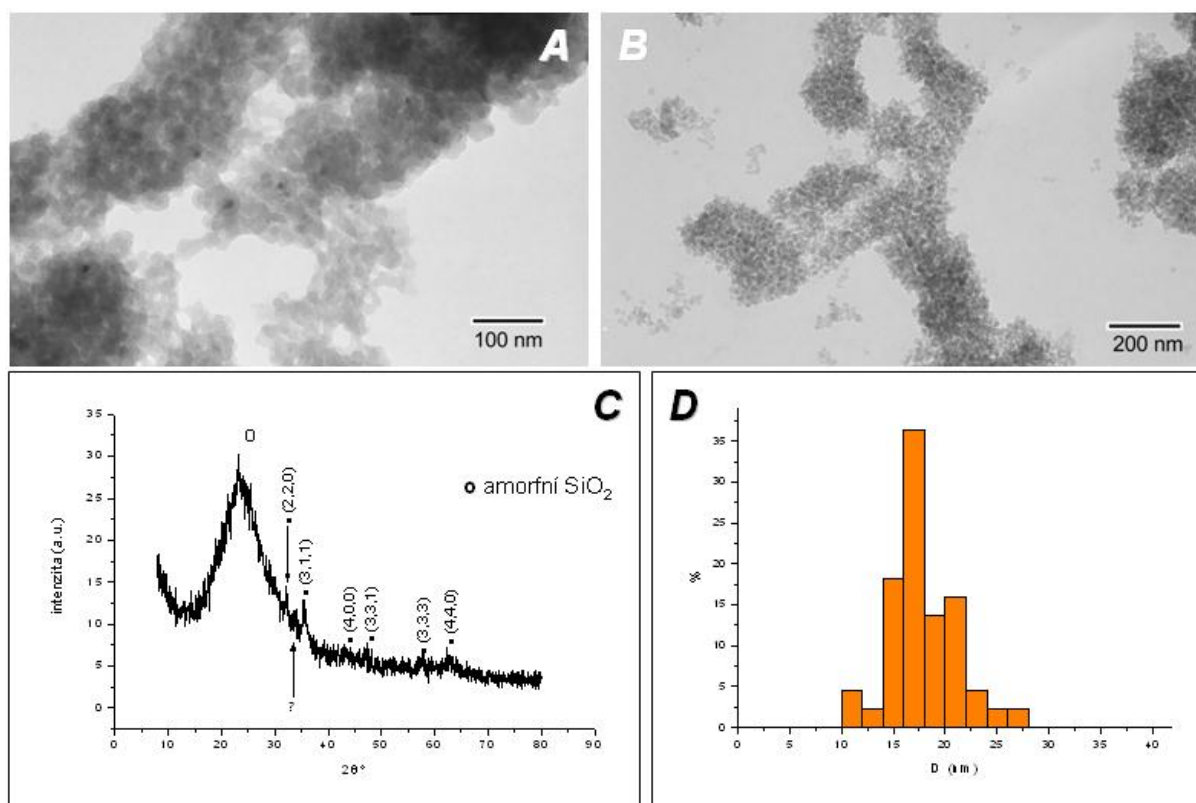 A
100 nm
B
200 nm
C
35
30
25
20
15
10
5
0
intenzita (a.u.)
O
(2,2,0)
(3,1,1)
(4,0,0)
(3,3,1)
(3,3,3)
(4,4,0)
?
o amorfní SiO₂
0 10 20 30 40 50 60 70 80 90
2θ°
D
35
30
25
20
15
10
5
0
%
0 5 10 15 20 25 30 35 40
D (nm)